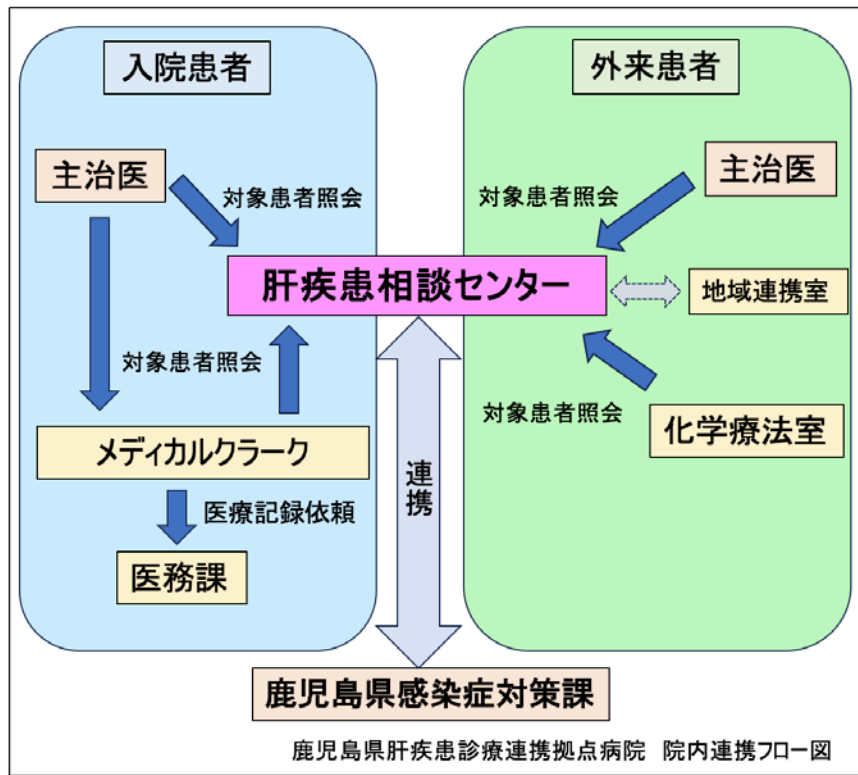 入院患者
外来患者
主治医
主治医
対象患者照会
対象患者照会
肝疾患相談センター
地域連携室
対象患者照会
対象患者照会
化学療法室
メディカルクラーク
連携
医療記録依頼
医務課
鹿児島県感染症対策課
鹿児島県肝疾患診療連携拠点病院 院内連携フロー図